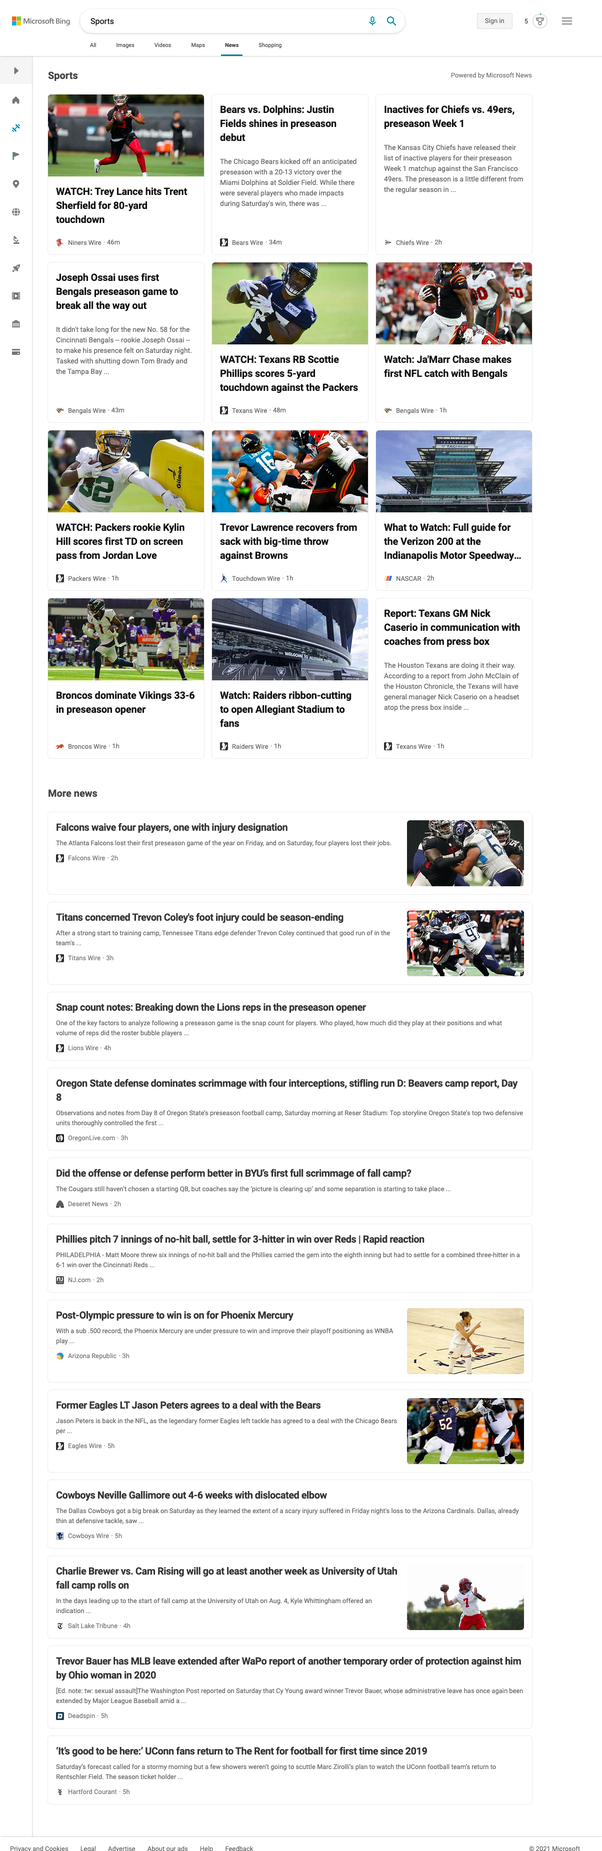 Microsoft Bing
Sports
Sign in
5
All
Images
Videos
Maps
News
Shopping
Sports
Powered by Microsoft News
WATCH: Trey Lance hits Trent
Sherfield for 80-yard
touchdown
Niners Wire · 46m
Bears vs. Dolphins: Justin
Fields shines in preseason
debut
The Chicago Bears kicked off an anticipated
preseason with a 20-13 victory over the
Miami Dolphins at Soldier Field. While there
were several players who made impacts
during Saturday's win, there was ...
Bears Wire · 34m
Inactives for Chiefs vs. 49ers,
preseason Week 1
The Kansas City Chiefs have released their
list of inactive players for their preseason
Week 1 matchup against the San Francisco
49ers. The preseason is a little different from
the regular season in ...
Chiefs Wire · 2h
Joseph Ossai uses first
Bengals preseason game to
break all the way out
It didn't take long for the new No. 58 for the
Cincinnati Bengals -- rookie Joseph Ossai --
to make his presence felt on Saturday night.
Tasked with shutting down Tom Brady and
the Tampa Bay ...
Bengals Wire · 43m
WATCH: Texans RB Scottie
Phillips scores 5-yard
touchdown against the Packers
Texans Wire · 48m
Watch: Ja'Marr Chase makes
first NFL catch with Bengals
Bengals Wire · 1h
WATCH: Packers rookie Kylin
Hill scores first TD on screen
pass from Jordan Love
Packers Wire · 1h
Trevor Lawrence recovers from
sack with big-time throw
against Browns
Touchdown Wire · 1h
What to Watch: Full guide for
the Verizon 200 at the
Indianapolis Motor Speedway...
NASCAR · 2h
Broncos dominate Vikings 33-6
in preseason opener
Broncos Wire · 1h
Watch: Raiders ribbon-cutting
to open Allegiant Stadium to
fans
Raiders Wire · 1h
Report: Texans GM Nick
Caserio in communication with
coaches from press box
The Houston Texans are doing it their way.
According to a report from John McClain of
the Houston Chronicle, the Texans will have
general manager Nick Caserio on a headset
atop the press box inside ...
Texans Wire · 1h
More news
Falcons waive four players, one with injury designation
The Atlanta Falcons lost their first preseason game of the year on Friday, and on Saturday, four players lost their jobs.
Falcons Wire · 2h
Titans concerned Trevon Coley's foot injury could be season-ending
After a strong start to training camp, Tennessee Titans edge defender Trevon Coley continued that good run of in the
team's ...
Titans Wire · 3h
Snap count notes: Breaking down the Lions reps in the preseason opener
One of the key factors to analyze following a preseason game is the snap count for players. Who played, how much did they play at their positions and what
volume of reps did the roster bubble players ...
Lions Wire · 4h
Oregon State defense dominates scrimmage with four interceptions, stifling run D: Beavers camp report, Day
8
Observations and notes from Day 8 of Oregon State's preseason football camp, Saturday morning at Reser Stadium: Top storyline Oregon State's top two defensive
units thoroughly controlled the first ...
OregonLive.com · 3h
Did the offense or defense perform better in BYU's first full scrimmage of fall camp?
The Cougars still haven't chosen a starting QB, but coaches say the 'picture is clearing up' and some separation is starting to take place ...
Deseret News · 2h
Phillies pitch 7 innings of no-hit ball, settle for 3-hitter in win over Reds | Rapid reaction
PHILADELPHIA - Matt Moore threw six innings of no-hit ball and the Phillies carried the gem into the eighth inning but had to settle for a combined three-hitter in a
6-1 win over the Cincinnati Reds ...
NJ.com · 2h
Post-Olympic pressure to win is on for Phoenix Mercury
With a sub .500 record, the Phoenix Mercury are under pressure to win and improve their playoff positioning as WNBA
play ...
Arizona Republic · 3h
Former Eagles LT Jason Peters agrees to a deal with the Bears
Jason Peters is back in the NFL, as the legendary former Eagles left tackle has agreed to a deal with the Chicago Bears
per ...
Eagles Wire · 5h
Cowboys Neville Gallimore out 4-6 weeks with dislocated elbow
The Dallas Cowboys got a big break on Saturday as they learned the extent of a scary injury suffered in Friday night's loss to the Arizona Cardinals. Dallas, already
thin at defensive tackle, saw ...
Cowboys Wire · 5h
Charlie Brewer vs. Cam Rising will go at least another week as University of Utah
fall camp rolls on
In the days leading up to the start of fall camp at the University of Utah on Aug. 4, Kyle Whittingham offered an
indication ...
Salt Lake Tribune · 4h
Trevor Bauer has MLB leave extended after WaPo report of another temporary order of protection against him
by Ohio woman in 2020
[Ed. note: tw: sexual assault]The Washington Post reported on Saturday that Cy Young award winner Trevor Bauer, whose administrative leave has once again been
extended by Major League Baseball amid a ...
Deadspin · 5h
'It's good to be here:' UConn fans return to The Rent for football for first time since 2019
Saturday's forecast called for a stormy morning but a few showers weren't going to scuttle Marc Zirolli's plan to watch the UConn football team's return to
Rentschler Field. The season ticket holder ...
Hartford Courant · 5h
Privacy and Cookies
Legal
Advertise
About our ads
Help
Feedback
© 2021 Microsoft